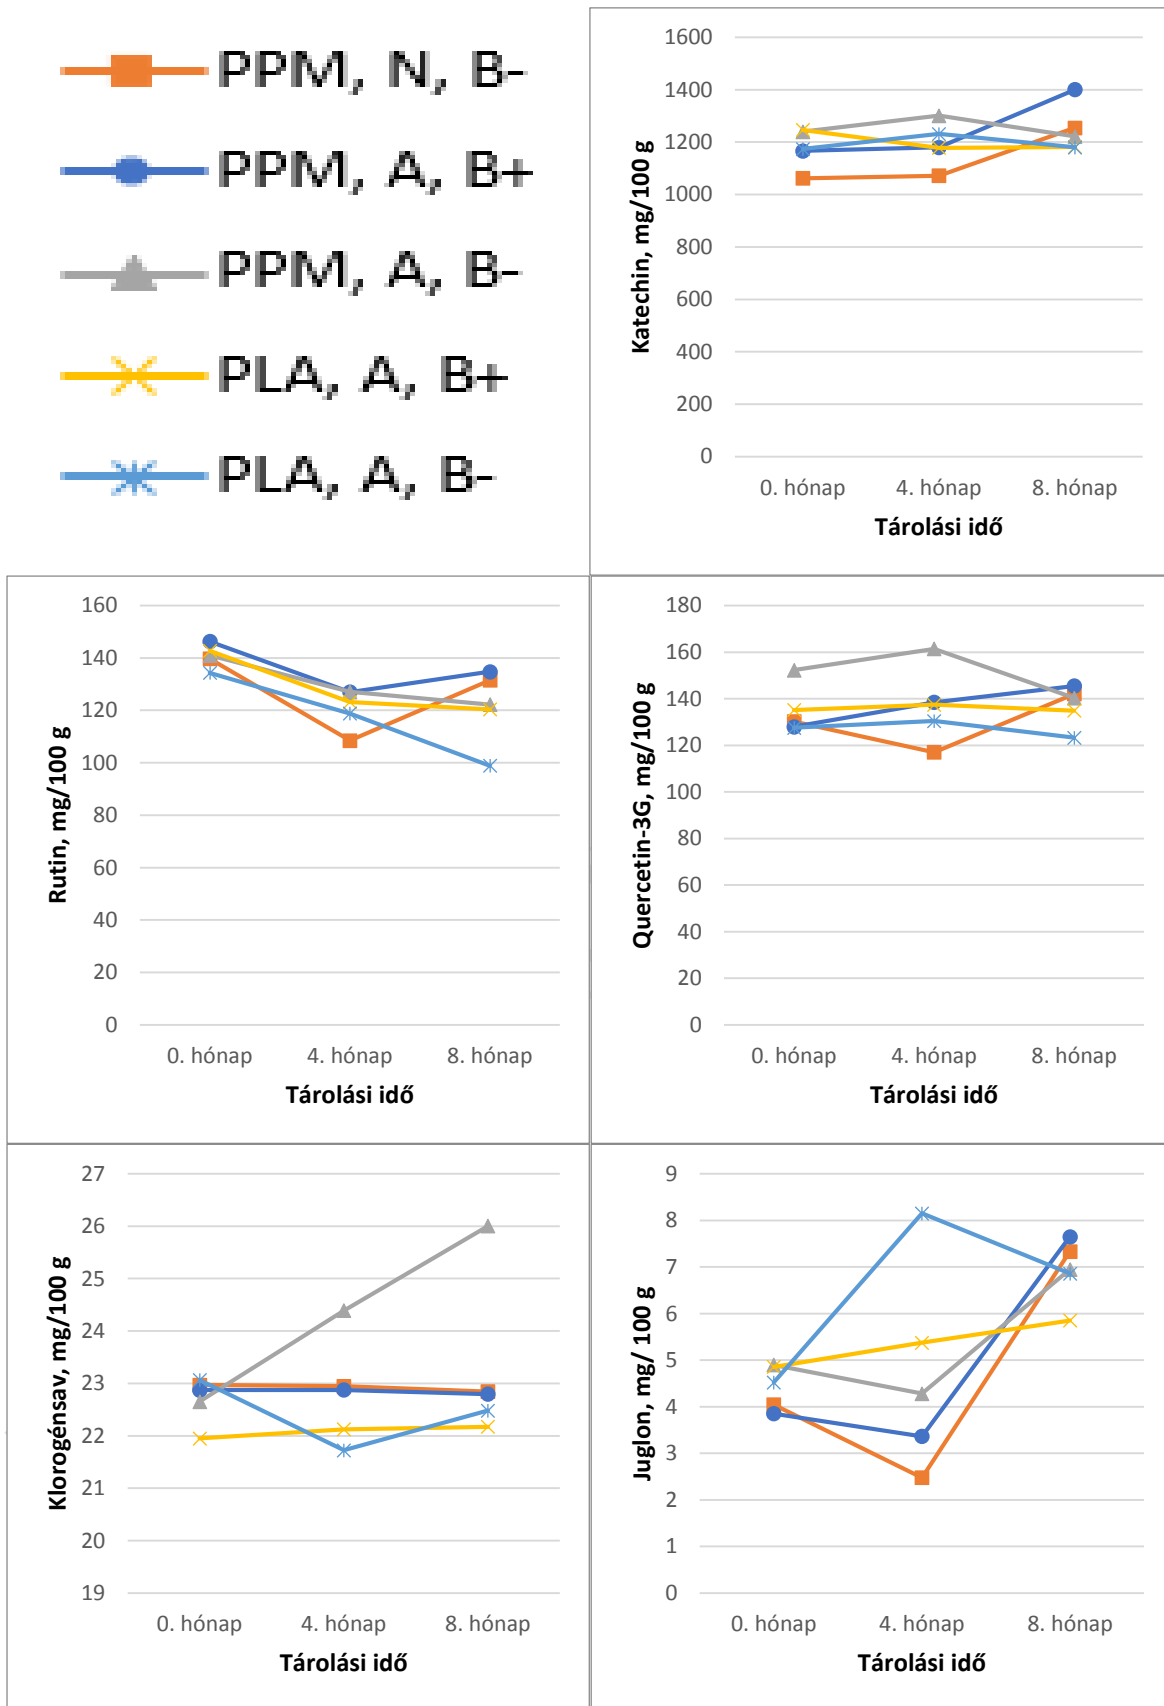 PPM, N, B-
PPM, A, B+
PPM, A, B-
PLA, A, B+
PLA, A, B-
Katechin, mg/100 g
1600
1400
1200
1000
800
600
400
200
0
0. hónap 4. hónap 8. hónap
Tárolási idő
Rutin, mg/100 g
160
140
120
100
80
60
40
20
0
0. hónap 4. hónap 8. hónap
Tárolási idő
Quercetin-3G, mg/100 g
180
160
140
120
100
80
60
40
20
0
0. hónap 4. hónap 8. hónap
Tárolási idő
Klorogénsav, mg/100 g
27
26
25
24
23
22
21
20
19
0. hónap 4. hónap 8. hónap
Tárolási idő
Juglon, mg/ 100 g
9
8
7
6
5
4
3
2
1
0
0. hónap 4. hónap 8. hónap
Tárolási idő